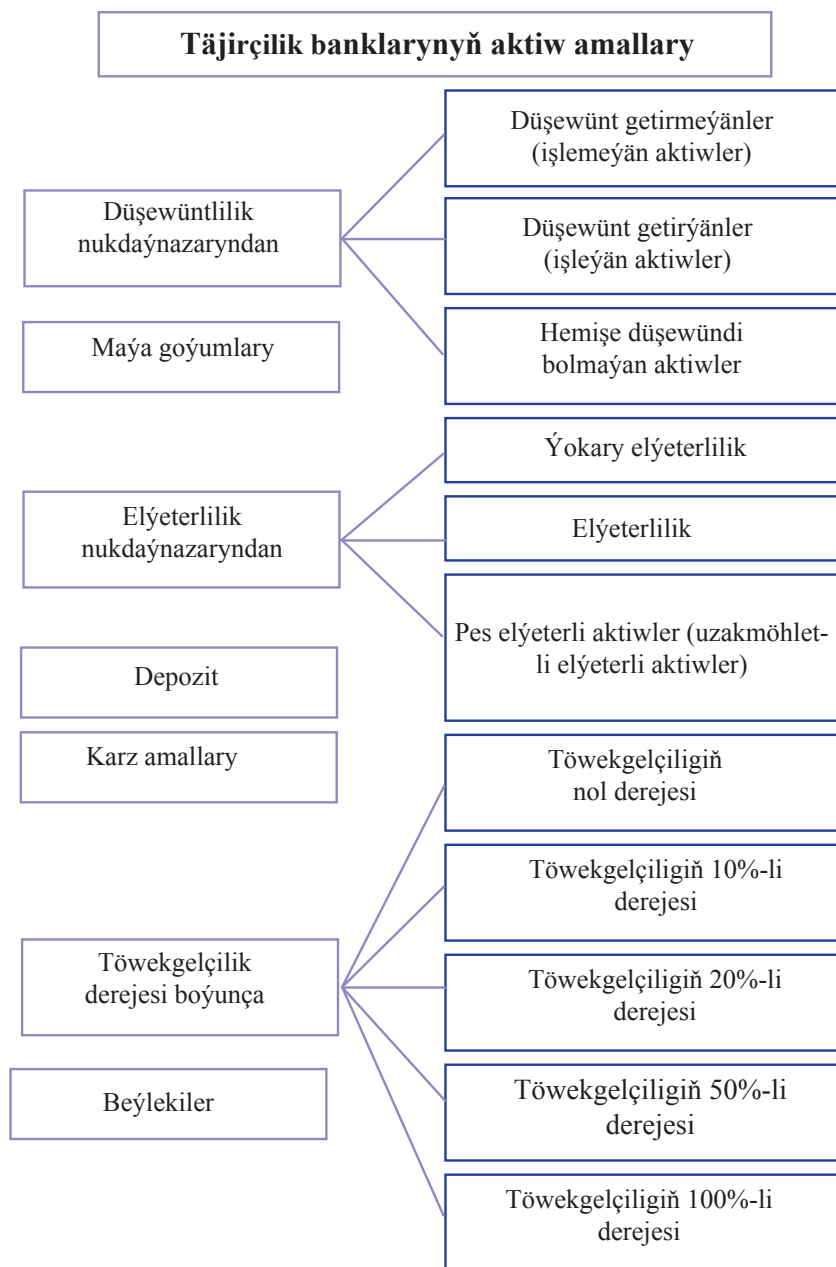 Täjirçilik banklarynyň aktiw amallary
Düşewüntlilik
nukdaýnazaryndan
Düşewünt getirmeýänler
(işlemeýän aktiwler)
Düşewünt getirýänler
(işleýän aktiwler)
Hemişe düşewündi
bolmaýan aktiwler
Maýa goýumlary
Elýeterlilik
nukdaýnazaryndan
Ýokary elýeterlilik
Elýeterlilik
Pes elýeterli aktiwler (uzakmöhlet-
li elýeterli aktiwler)
Depozit
Karz amallary
Töwekgelçilik
derejesi boýunça
Töwekgelçiligiň
nol derejesi
Töwekgelçiligiň 10%-li
derejesi
Töwekgelçiligiň 20%-li
derejesi
Töwekgelçiligiň 50%-li
derejesi
Töwekgelçiligiň 100%-li
derejesi
Beýlekiler